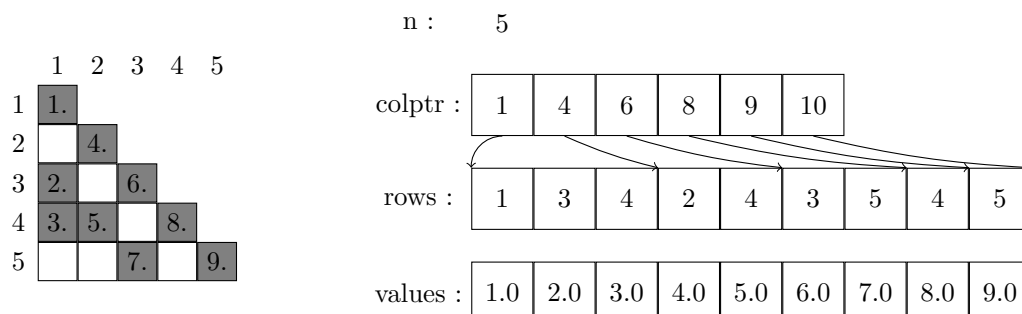 n : 5
1 2 3 4 5
1 1.
2 4.
3 2. 6.
4 3. 5. 8.
5 7. 9.
colptr : 1 4 6 8 9 10
rows : 1 3 4 2 4 3 5 4 5
values : 1.0 2.0 3.0 4.0 5.0 6.0 7.0 8.0 9.0